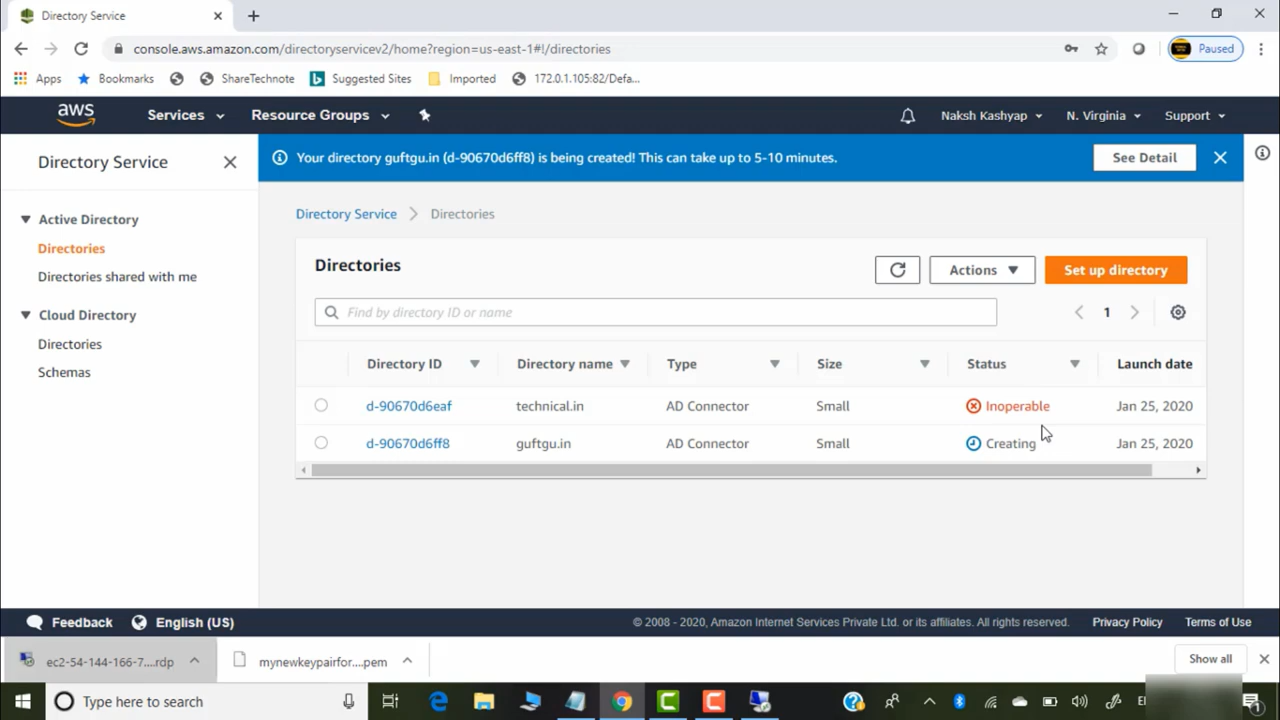 Directory Service
console.aws.amazon.com/directoryservicev2/home?region=us-east-1#!/directories
Paused
Apps Bookmarks ShareTechnote Suggested Sites Imported 172.0.1.105:82/Defa...
aws Services Resource Groups Naksh Kashyap N. Virginia Support
Directory Service
Your directory guftgu.in (d-90670d6ff8) is being created! This can take up to 5-10 minutes. See Detail
Active Directory
Directories
Directories shared with me
Cloud Directory
Directories
Schemas
Directory Service Directories
Directories Actions Set up directory
Find by directory ID or name 1
Directory ID Directory name Type Size Status Launch date
d-90670d6eaf technical.in AD Connector Small Inoperable Jan 25, 2020
d-90670d6ff8 guftgu.in AD Connector Small Creating Jan 25, 2020
Feedback English (US) © 2008 - 2020, Amazon Internet Services Private Ltd. or its affiliates. All rights reserved. Privacy Policy Terms of Use
ec2-54-144-166-7....rdp mynewkeypairfor....pem Show all
Type here to search 1